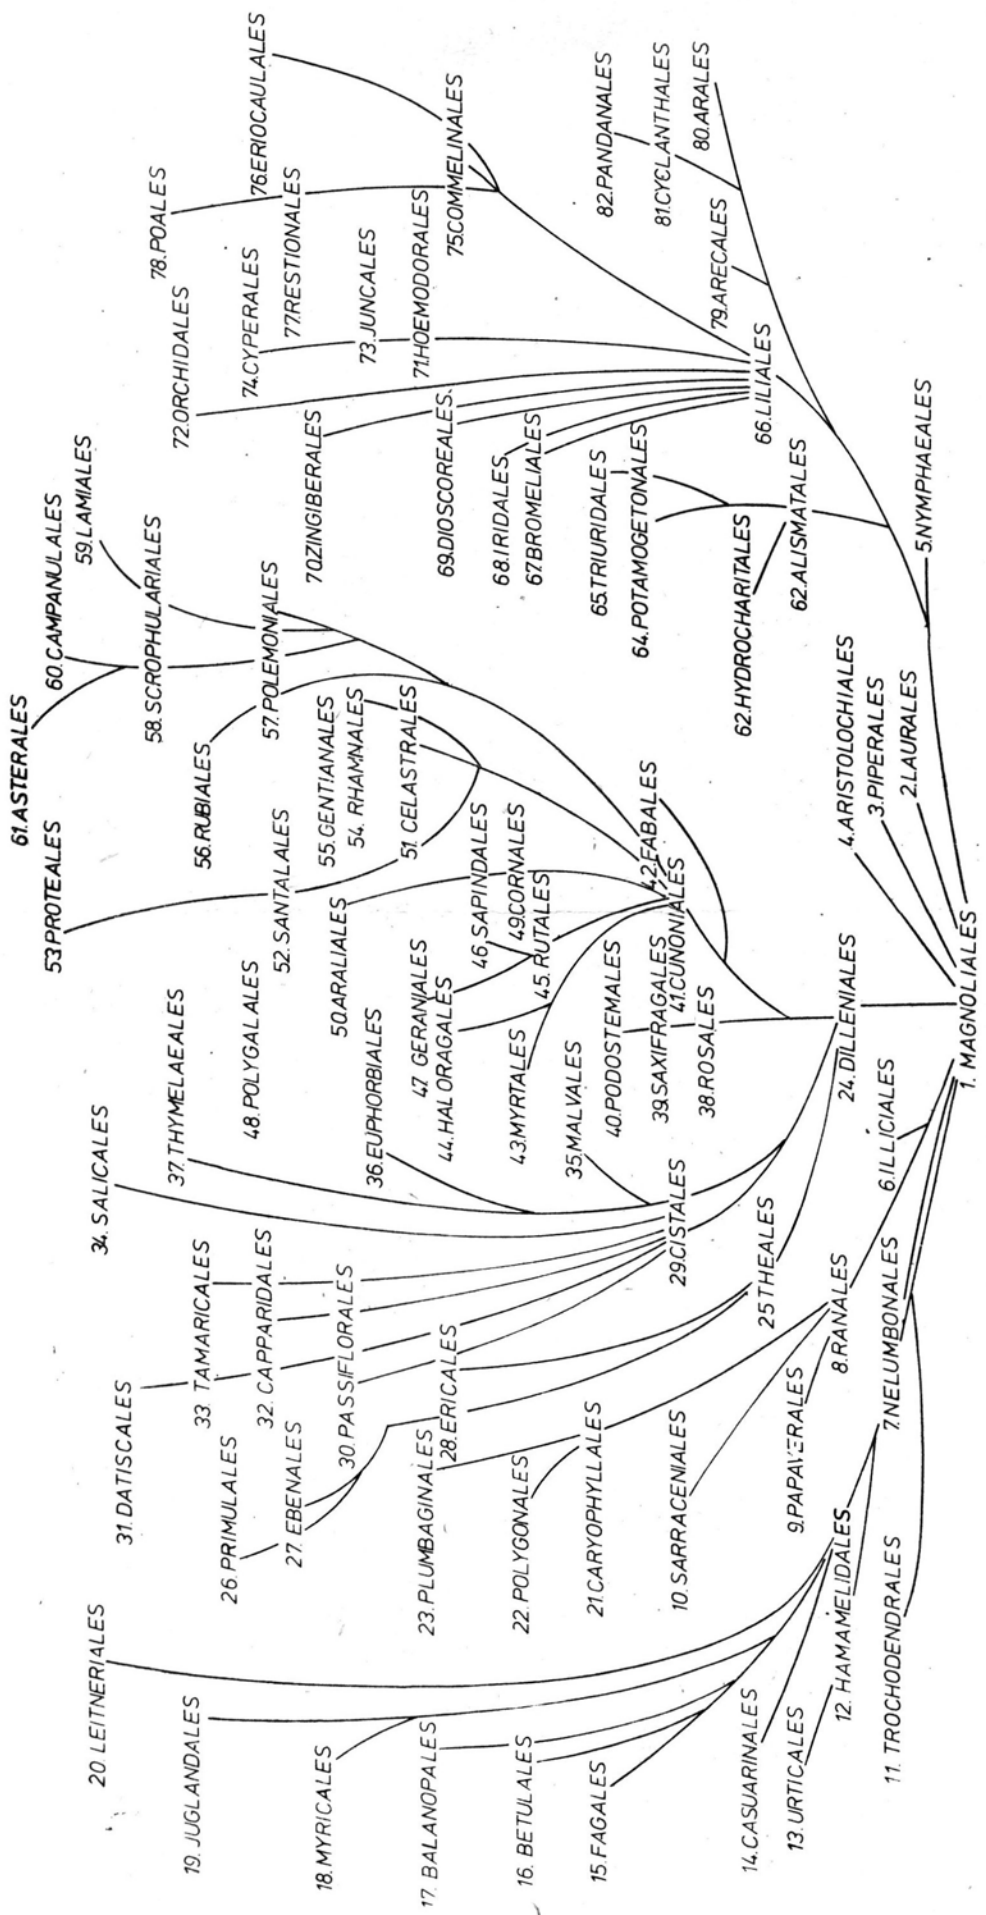 1. MAGNOLIALES
2. LAURALES
3. PIPERALES
4. ARISTOLOCHIALES
5. NYMPHAEALES
6. ILLICIALES
7. NELUMBONALES
8. RANALES
9. PAPAVERALES
10. SARRACENIALES
11. TROCHODENDRALES
12. HAMAMELIDALES
13. URTICALES
14. CASUARINALES
15. FAGALES
16. BETULALES
17. BALANOPALES
18. MYRICALES
19. JUGLANDALES
20. LEITNERIALES
21. CARYOPHYLLALES
22. POLYGONALES
23. PLUMBAGINALES
24. DILLENIALES
25 THEALES
26. PRIMULALES
27. EBENALES
28. ERICALES
29. CISTALES
30. PASSIFLORALES
31. DATISCALES
32. CAPPARIDALES
33. TAMARICALES
34. SALICALES
35. MALVALES
36. EUPHORBIALES
37. THYMELAEALES
38. ROSALES
39. SAXIFRAGALES
40. PODOSTEMALES
41. CUNONIALES
42. FABALES
43. MYRTALES
44. HALORAGALES
45. RUTALES
46. SAPINDALES
47 GERANIALES
48. POLYGALALES
49. CORNALES
50. ARALIALES
51. CELASTRALES
52. SANTALALES
53 PROTEALES
54. RHAMNALES
55. GENTIANALES
56. RUBIALES
57. POLEMONIALES
58. SCROPHULARIALES
59. LAMIALES
60. CAMPANULALES
61. ASTERALES
62. HYDROCHARITALES
62. ALISMATALES
64. POTAMOGETONALES
65. TRIURIDALES
66. LILIALES
67 BROMELIALES
68. IRIDALES
69. DIOSCOREALES
70. ZINGIBERALES
71. HOEMODORALES
72. ORCHIDALES
73. JUNCALES
74. CYPERALES
75. COMMELINALES
76. ERIOCAULALES
77. RESTIONALES
78. POALES
79. ARECALES
80. ARALES
81. CYCLANTHALES
82. PANDANALES